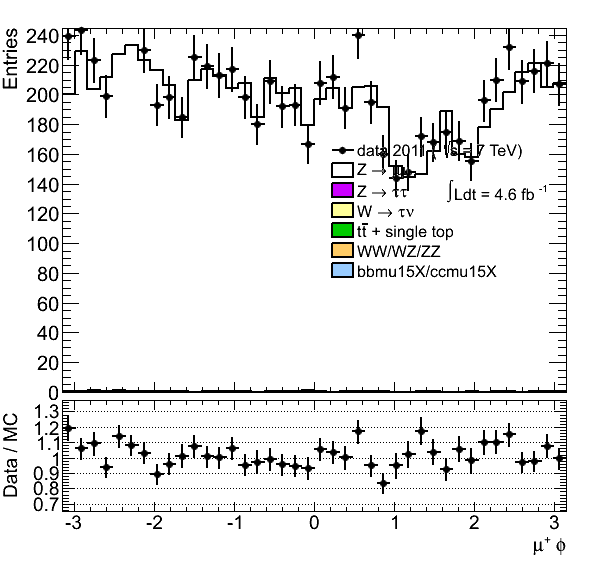 Entries
240
220
200
180
160
140
120
100
80
60
40
20
0
data 2011 (√s = 7 TeV)
Z →
Z → ττ
∫Ldt = 4.6 fb⁻¹
W → τν
tt̄ + single top
WW/WZ/ZZ
bbmu15X/ccmu15X
Data / MC
1.3
1.2
1.1
1
0.9
0.8
0.7
-3 -2 -1 0 1 2 3
μ⁺ ϕ